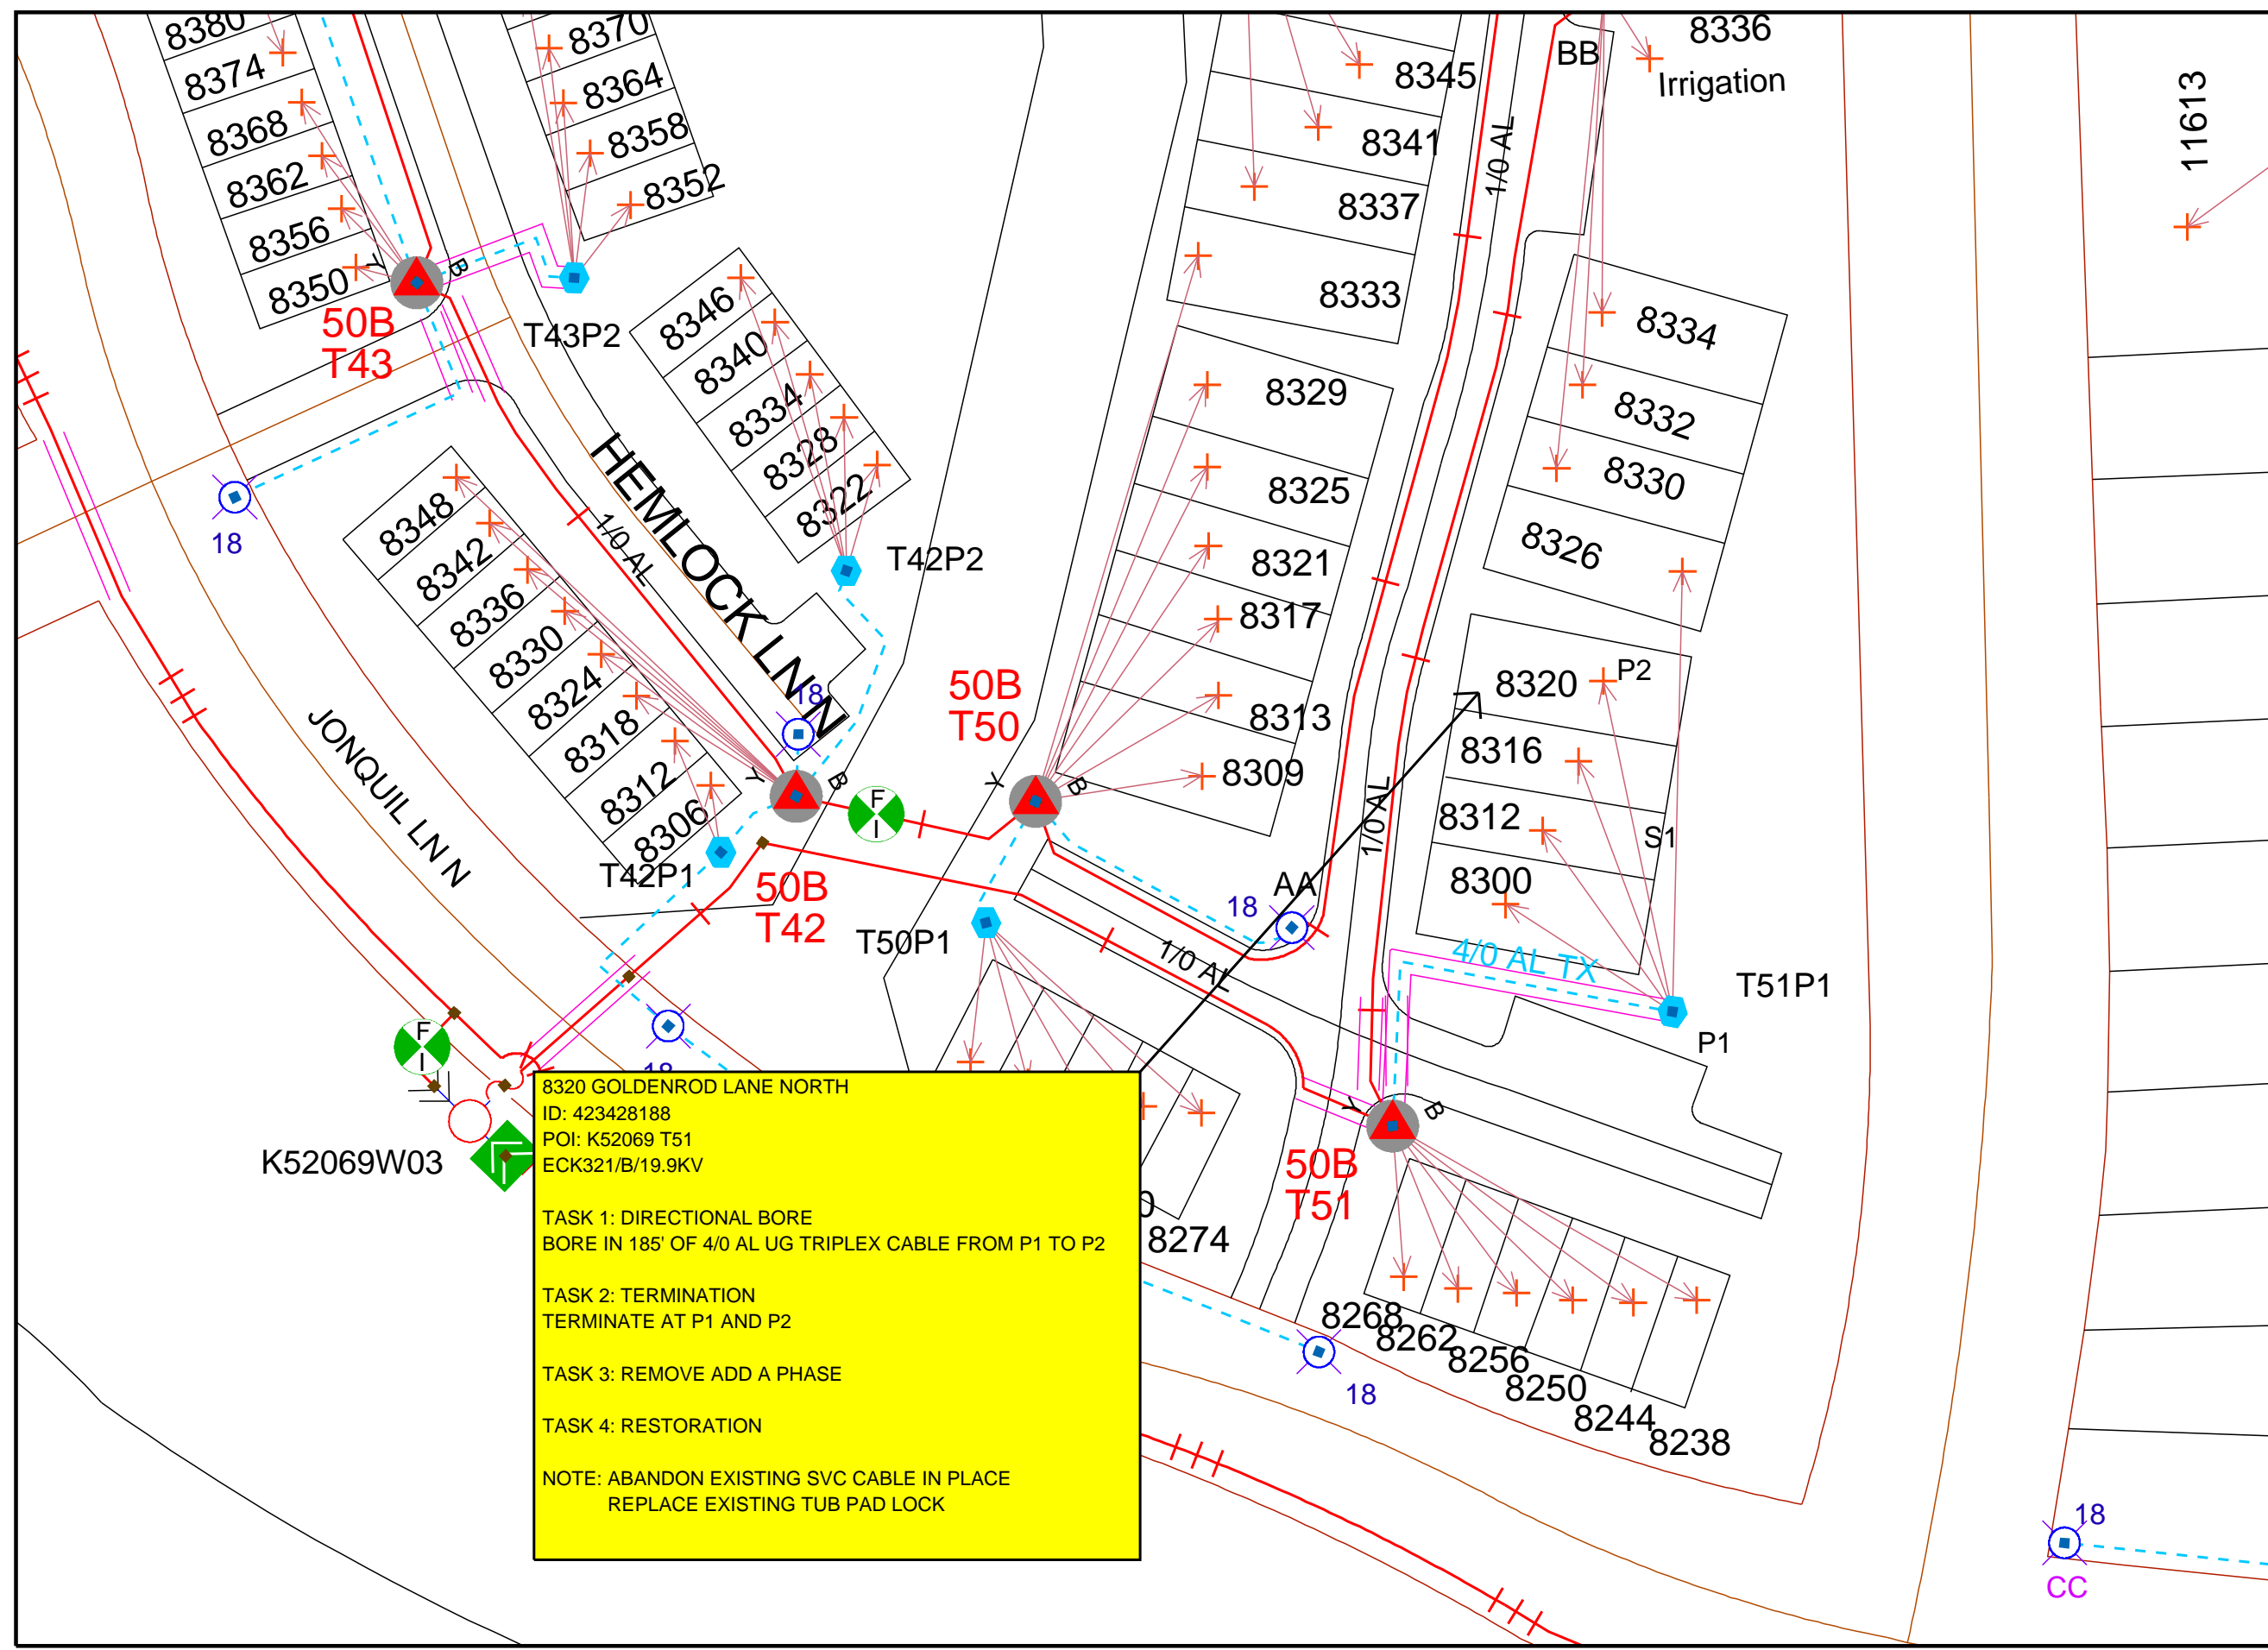 8380
8374
8368
8362
8356
8350
50B
T43
Y
B
8370
8364
8358
8352
T43P2
8346
8340
8334
8328
8322
T42P2
HEMLOCK LN N
1/0 AL
18
8348
8342
8336
8330
8324
8318
8312
8306
T42P1
JONQUIL LN N
18
Y
B
F
I
50B
T42
50B
T50
Y
B
8345
8341
8337
8333
8329
8325
8321
8317
8313
8309
1/0 AL
BB
8336
Irrigation
11613
8334
8332
8330
8326
8320
P2
8316
8312
S1
8300
4/0 AL TX
T51P1
P1
1/0 AL
AA
18
T50P1
1/0 AL
F
I
K52069W03
18
Y
B
50B
T51
0
8274
8268
8262
8256
8250
8244
8238
18
18
CC
8320 GOLDENROD LANE NORTH
ID: 423428188
POI: K52069 T51
ECK321/B/19.9KV
TASK 1: DIRECTIONAL BORE
BORE IN 185' OF 4/0 AL UG TRIPLEX CABLE FROM P1 TO P2
TASK 2: TERMINATION
TERMINATE AT P1 AND P2
TASK 3: REMOVE ADD A PHASE
TASK 4: RESTORATION
NOTE: ABANDON EXISTING SVC CABLE IN PLACE
REPLACE EXISTING TUB PAD LOCK